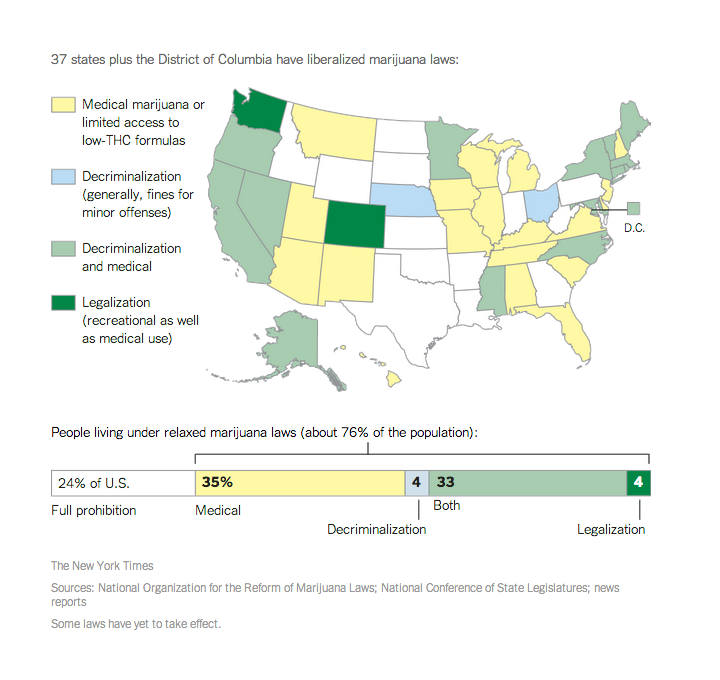 37 states plus the District of Columbia have liberalized marijuana laws:
Medical marijuana or
limited access to
low-THC formulas
Decriminalization
(generally, fines for
minor offenses)
Decriminalization
and medical
Legalization
(recreational as well
as medical use)
D.C.
People living under relaxed marijuana laws (about 76% of the population):
24% of U.S.
35%
4
33
4
Full prohibition
Medical
Both
Decriminalization
Legalization
The New York Times
Sources: National Organization for the Reform of Marijuana Laws; National Conference of State Legislatures; news
reports
Some laws have yet to take effect.